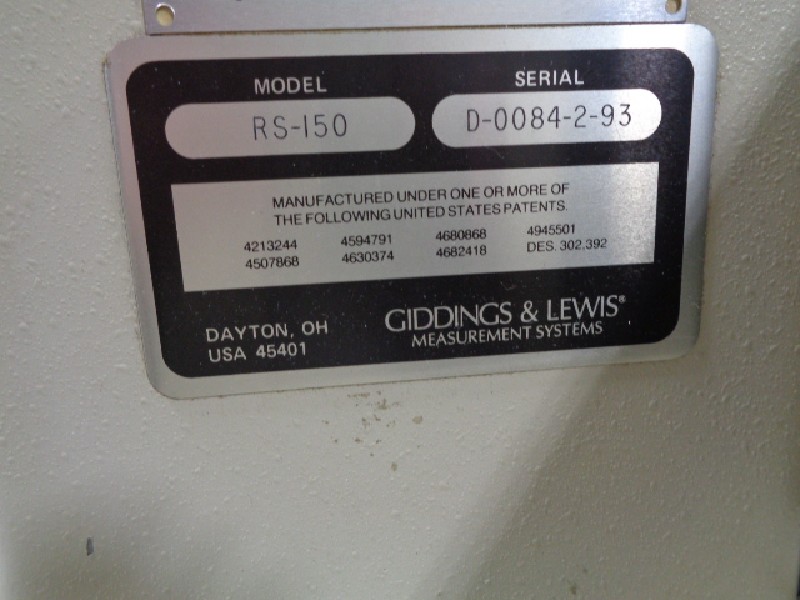 MODEL
SERIAL
RS-150
D-0084-2-93
MANUFACTURED UNDER ONE OR MORE OF
THE FOLLOWING UNITED STATES PATENTS.
4213244 4594791 4680868 4945501
4507868 4630374 4682418 DES. 302,392
DAYTON, OH
USA 45401
GIDDINGS & LEWIS®
MEASUREMENT SYSTEMS